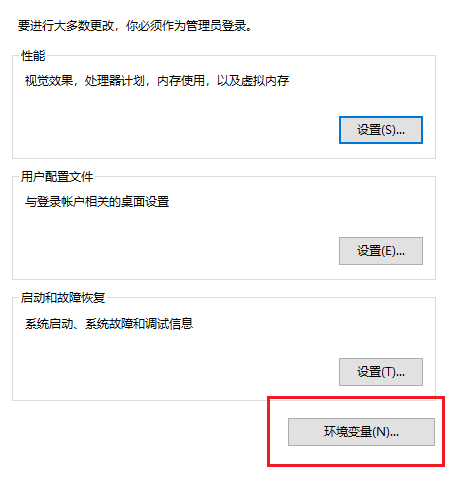 要进行大多数更改，你必须作为管理员登录。
性能
视觉效果，处理器计划，内存使用，以及虚拟内存
设置(S)...
用户配置文件
与登录帐户相关的桌面设置
设置(E)...
启动和故障恢复
系统启动、系统故障和调试信息
设置(T)...
环境变量(N)...